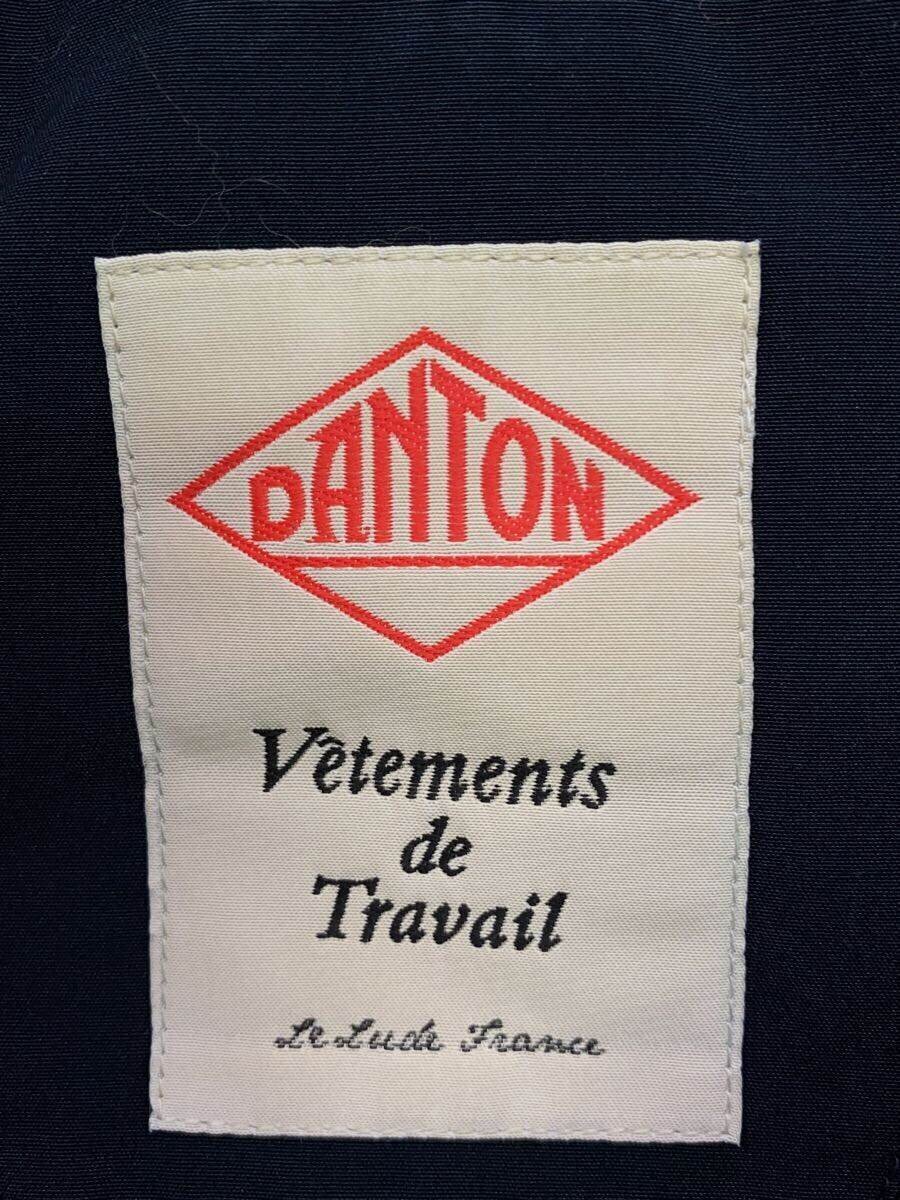 DANTON
Vêtements
de
Travail
Le Lude France